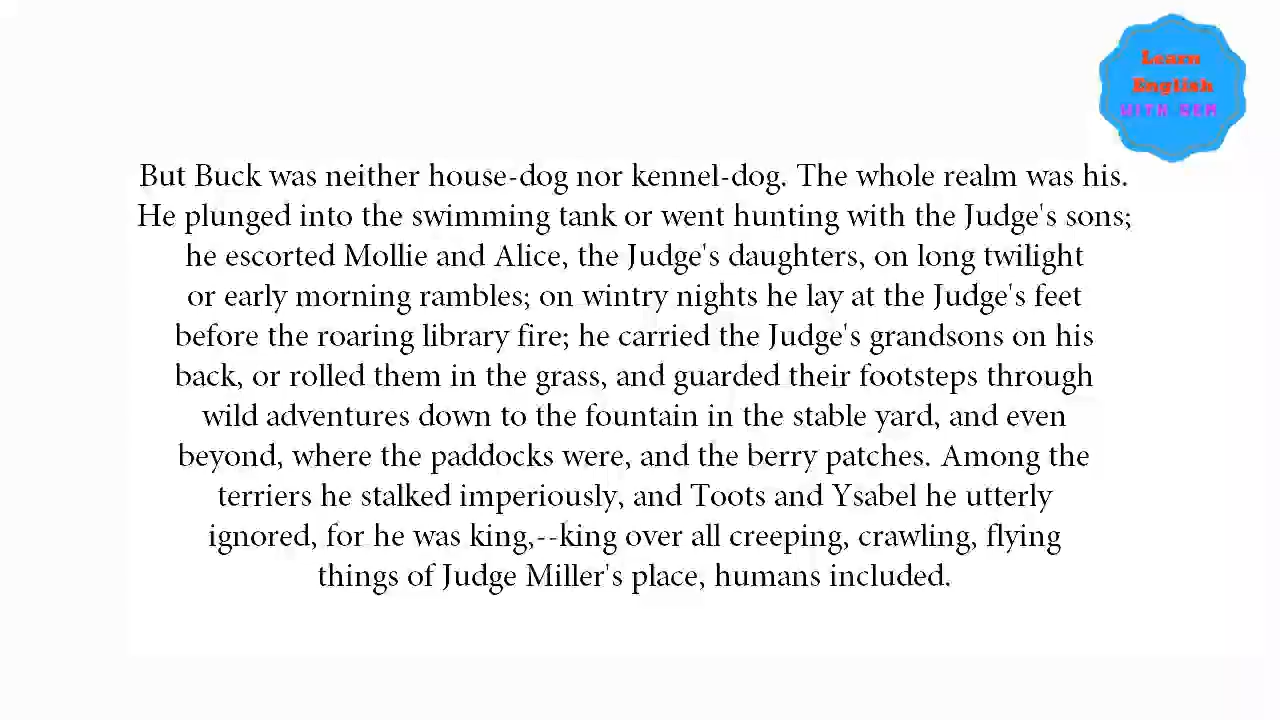 Learn
English
WITH GEM
But Buck was neither house-dog nor kennel-dog. The whole realm was his.
He plunged into the swimming tank or went hunting with the Judge's sons;
he escorted Mollie and Alice, the Judge's daughters, on long twilight
or early morning rambles; on wintry nights he lay at the Judge's feet
before the roaring library fire; he carried the Judge's grandsons on his
back, or rolled them in the grass, and guarded their footsteps through
wild adventures down to the fountain in the stable yard, and even
beyond, where the paddocks were, and the berry patches. Among the
terriers he stalked imperiously, and Toots and Ysabel he utterly
ignored, for he was king,--king over all creeping, crawling, flying
things of Judge Miller's place, humans included.